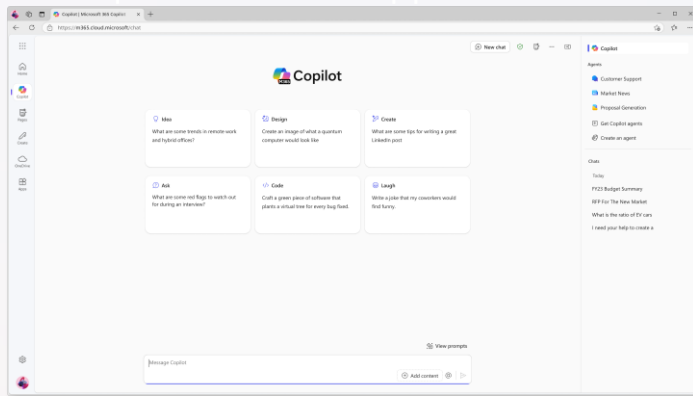 Copilot | Microsoft 365 Copilot
https://m365.cloud.microsoft/chat
New chat
Copilot
Home
Copilot
Pages
Create
OneDrive
Apps
M365
Copilot
Idea
What are some trends in remote work
and hybrid offices?
Design
Create an image of what a quantum
computer would look like
Create
What are some tips for writing a great
LinkedIn post
Ask
What are some red flags to watch out
for during an interview?
Code
Craft a green piece of software that
plants a virtual tree for every bug fixed.
Laugh
Write a joke that my coworkers would
find funny.
View prompts
Message Copilot
Add content
Agents
Customer Support
Market News
Proposal Generation
Get Copilot agents
Create an agent
Chats
Today
FY23 Budget Summary
RFP For The New Market
What is the ratio of EV cars
I need your help to create a